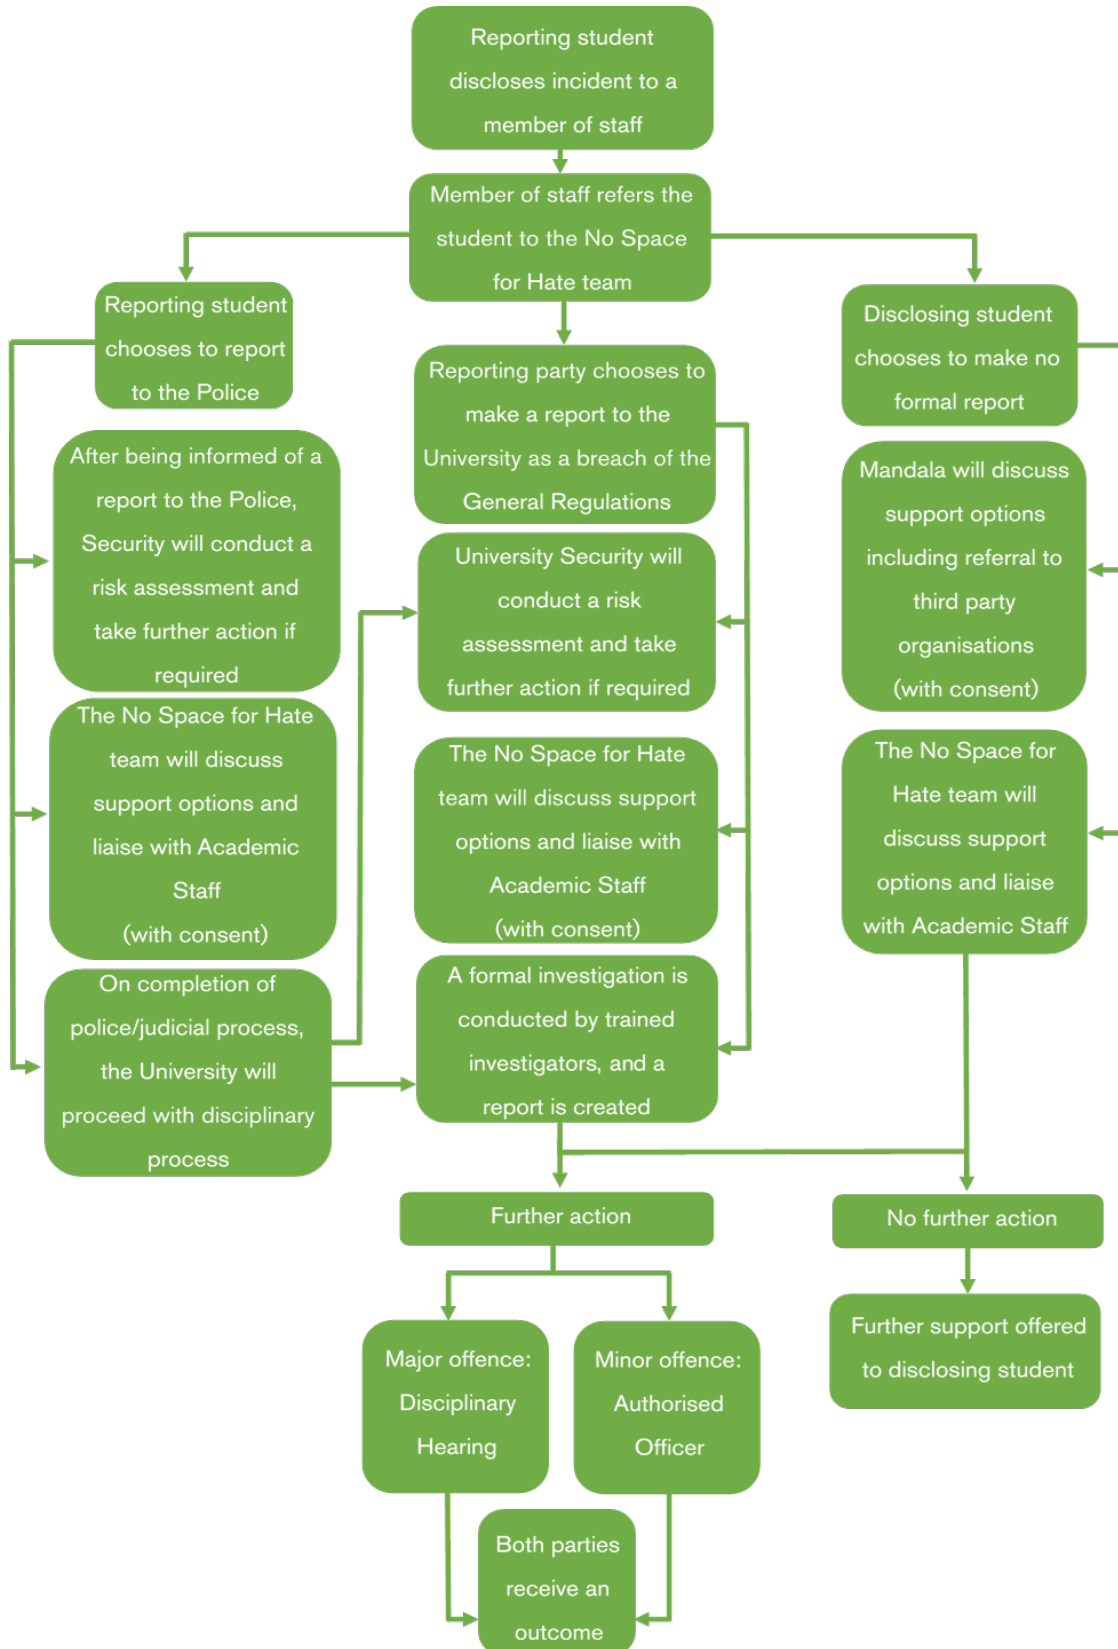 Reporting student
discloses incident to a
member of staff
Member of staff refers the
student to the No Space
for Hate team
Reporting student
chooses to report
to the Police
After being informed of a
report to the Police,
Security will conduct a
risk assessment and
take further action if
required
The No Space for Hate
team will discuss
support options and
liaise with Academic
Staff
(with consent)
On completion of
police/judicial process,
the University will
proceed with disciplinary
process
Reporting party chooses to
make a report to the
University as a breach of the
General Regulations
University Security will
conduct a risk
assessment and take
further action if required
The No Space for Hate
team will discuss support
options and liaise with
Academic Staff
(with consent)
A formal investigation is
conducted by trained
investigators, and a
report is created
Disclosing student
chooses to make no
formal report
Mandala will discuss
support options
including referral to
third party
organisations
(with consent)
The No Space for
Hate team will
discuss support
options and liaise
with Academic Staff
Further action
No further action
Major offence:
Disciplinary
Hearing
Minor offence:
Authorised
Officer
Further support offered
to disclosing student
Both parties
receive an
outcome